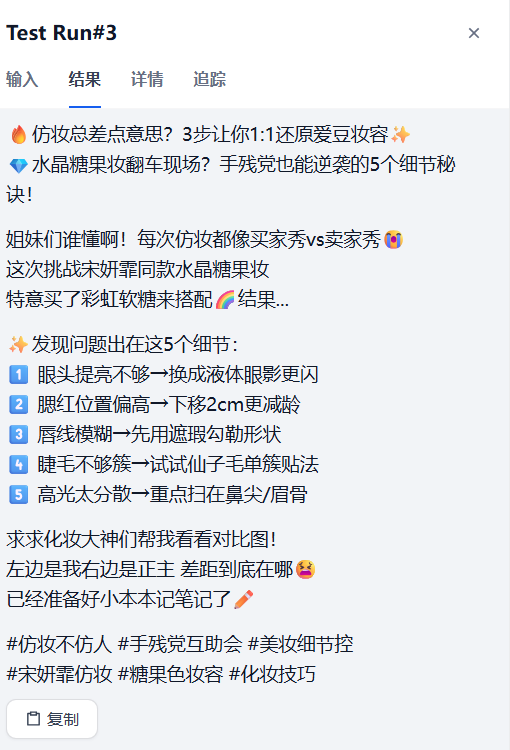 Test Run#3
输入 结果 详情 追踪
🔥仿妆总差点意思？3步让你1:1还原爱豆妆容✨
💎水晶糖果妆翻车现场？手残党也能逆袭的5个细节秘
诀！
姐妹们谁懂啊！每次仿妆都像买家秀vs卖家秀😭
这次挑战宋妍霏同款水晶糖果妆
特意买了彩虹软糖来搭配🌈结果...
✨发现问题出在这5个细节：
1️⃣ 眼头提亮不够→换成液体眼影更闪
2️⃣ 腮红位置偏高→下移2cm更减龄
3️⃣ 唇线模糊→先用遮瑕勾勒形状
4️⃣ 睫毛不够簇→试试仙子毛单簇贴法
5️⃣ 高光太分散→重点扫在鼻尖/眉骨
求求化妆大神们帮我看看对比图！
左边是我右边是正主 差距到底在哪😫
已经准备好小本本记笔记了✏️
#仿妆不仿人 #手残党互助会 #美妆细节控
#宋妍霏仿妆 #糖果色妆容 #化妆技巧
复制